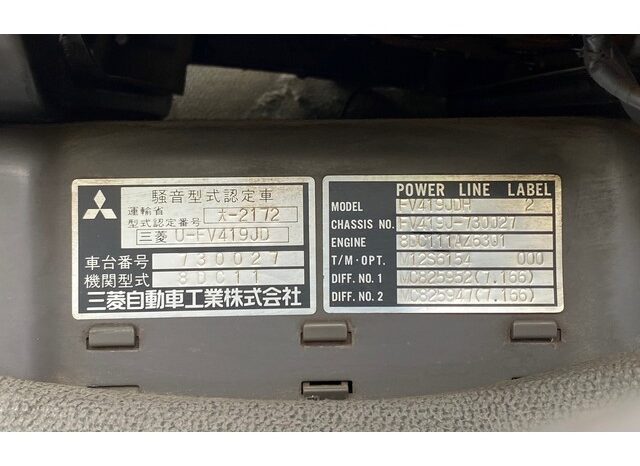 騒音型式認定車
運輸省
型式認定番号 大-2172
三菱 U-FV419JD
車台番号 730027
機関型式 8DC11
三菱自動車工業株式会社
POWER LINE LABEL
MODEL FV419JDR 2
CHASSIS NO. FV419J-730027
ENGINE
T/M·OPT. M12S6154 000
DIFF. NO. 1 MC825952(7.166)
DIFF. NO. 2 MC825947(7.166)